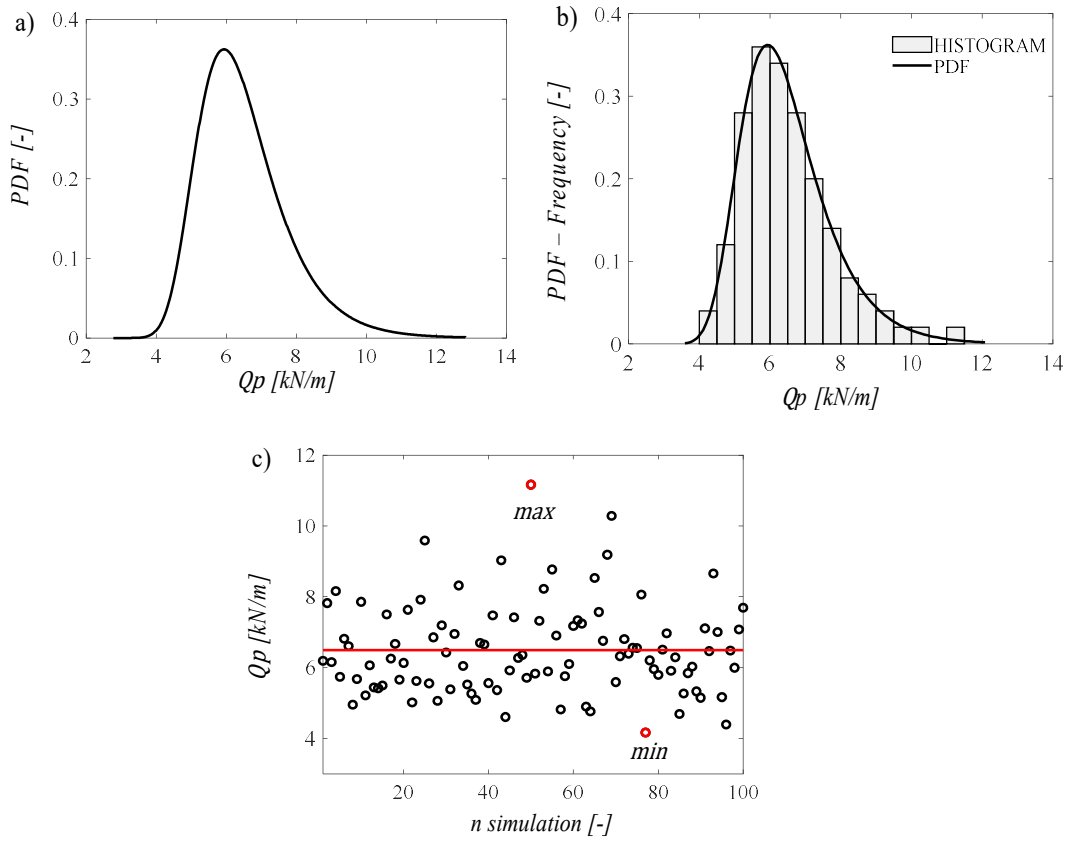 a)
0.4
0.3
0.2
0.1
0
PDF [-]
2 4 6 8 10 12 14
Qp [kN/m]
b)
0.4
0.3
0.2
0.1
0
PDF – Frequency [-]
HISTOGRAM
PDF
2 4 6 8 10 12 14
Qp [kN/m]
c)
12
10
8
6
4
Qp [kN/m]
max
min
20 40 60 80 100
n simulation [-]